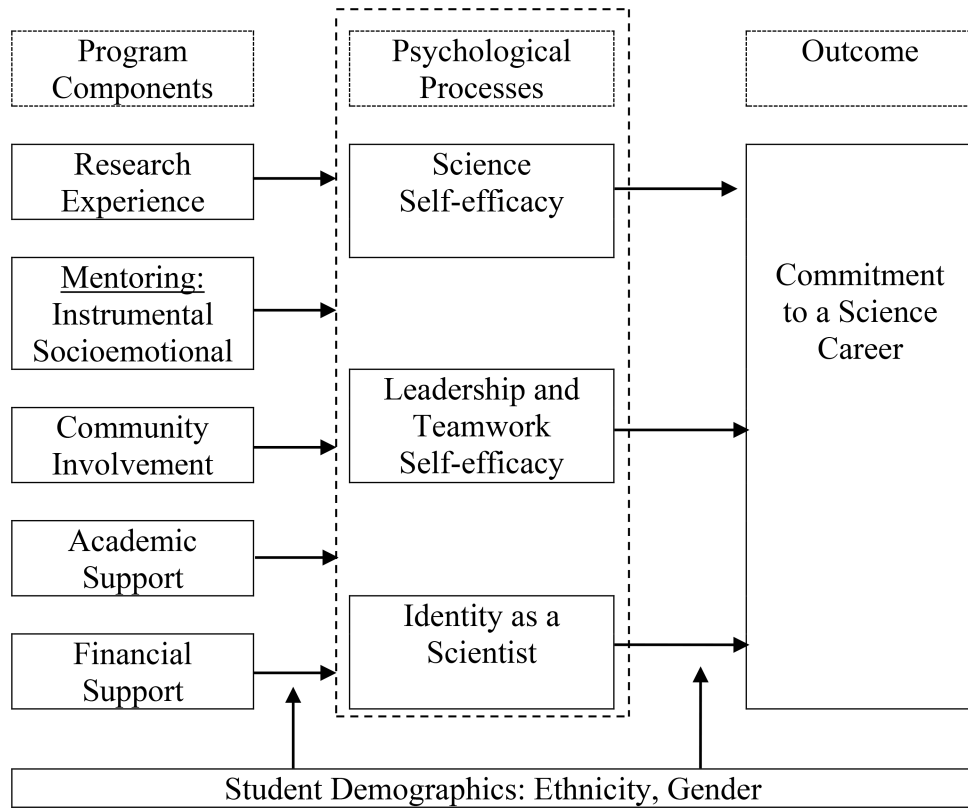 Program
Components
Psychological
Processes
Outcome
Research
Experience
Science
Self-efficacy
Mentoring:
Instrumental
Socioemotional
Commitment
to a Science
Career
Community
Involvement
Leadership and
Teamwork
Self-efficacy
Academic
Support
Financial
Support
Identity as a
Scientist
Student Demographics: Ethnicity, Gender